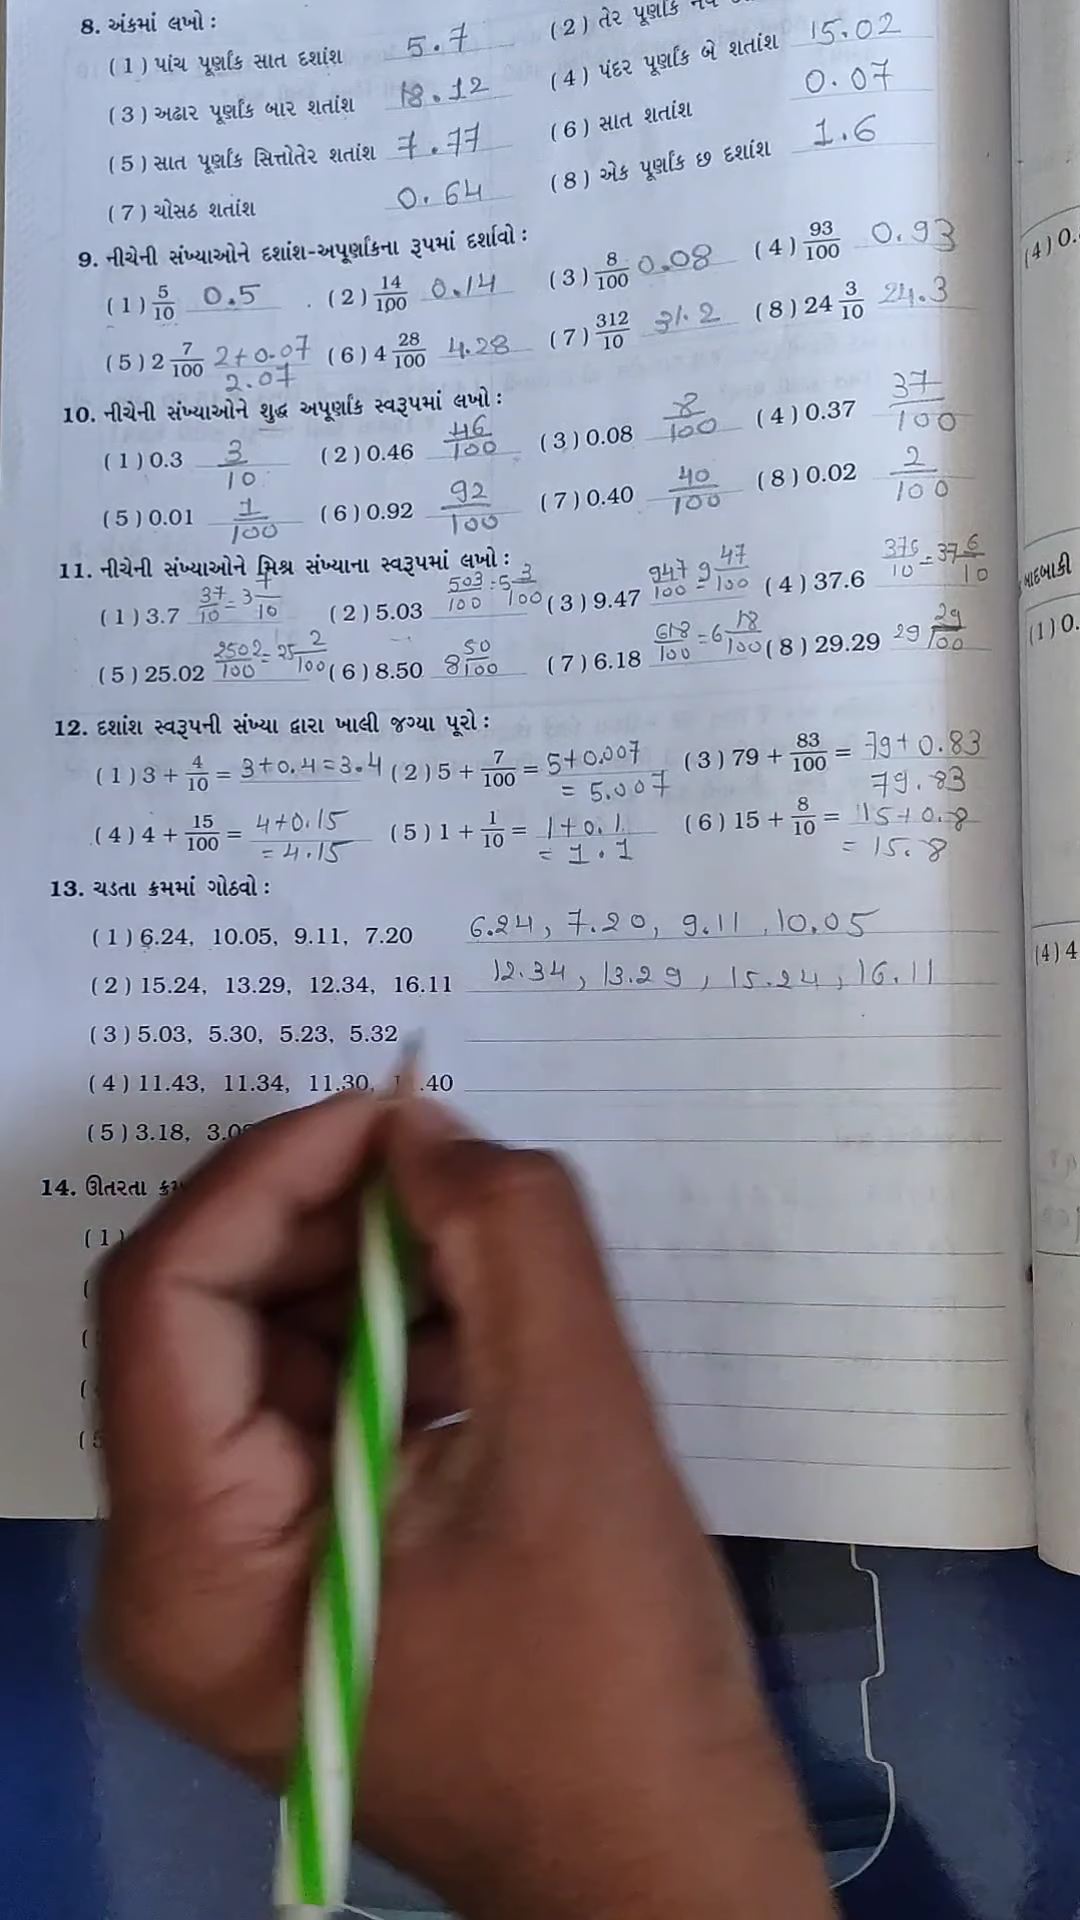 8. અંકમાં લખો :
(1) પાંચ પૂર્ણાંક સાત દશાંશ 5.7 (2) તેર પૂર્ણાંક
(3) અઢાર પૂર્ણાંક બાર શતાંશ 18.12 (4) પંદર પૂર્ણાંક બે શતાંશ 15.02
(5) સાત પૂર્ણાંક સિત્તોતેર શતાંશ 7.77 (6) સાત શતાંશ 0.07
(7) ચોસઠ શતાંશ 0.64 (8) એક પૂર્ણાંક છ દશાંશ 1.6
9. નીચેની સંખ્યાઓને દશાંશ-અપૂર્ણાંકના રૂપમાં દર્શાવો :
(1) 5/10 0.5 (2) 14/100 0.14 (3) 8/100 0.08 (4) 93/100 0.93
(5) 2 7/100 2+0.07 (6) 4 28/100 4.28 (7) 312/10 31.2 (8) 24 3/10 24.3
2.07
10. નીચેની સંખ્યાઓને શુદ્ધ અપૂર્ણાંક સ્વરૂપમાં લખો :
(1) 0.3 3/10 (2) 0.46 46/100 (3) 0.08 8/100 (4) 0.37 37/100
(5) 0.01 1/100 (6) 0.92 92/100 (7) 0.40 40/100 (8) 0.02 2/100
11. નીચેની સંખ્યાઓને મિશ્ર સંખ્યાના સ્વરૂપમાં લખો :
(1) 3.7 37/10 = 3 7/10 (2) 5.03 503/100 = 5 3/100 (3) 9.47 947/100 = 9 47/100 (4) 37.6 376/10 = 37 6/10
(5) 25.02 2502/100 = 25 2/100 (6) 8.50 8 50/100 (7) 6.18 618/100 = 6 18/100 (8) 29.29 29 29/100
12. દશાંશ સ્વરૂપની સંખ્યા દ્વારા ખાલી જગ્યા પૂરો :
(1) 3 + 4/10 = 3+0.4=3.4 (2) 5 + 7/100 = 5+0.007 (3) 79 + 83/100 = 79+0.83
= 5.007 79.83
(4) 4 + 15/100 = 4+0.15 (5) 1 + 1/10 = 1+0.1 (6) 15 + 8/10 = 15+0.8
= 4.15 = 1.1 = 15.8
13. ચડતા ક્રમમાં ગોઠવો :
(1) 6.24, 10.05, 9.11, 7.20 6.24, 7.20, 9.11, 10.05
(2) 15.24, 13.29, 12.34, 16.11 12.34, 13.29, 15.24, 16.11
(3) 5.03, 5.30, 5.23, 5.32
(4) 11.43, 11.34, 11.30, .40
(5) 3.18,
14. ઊતરતા
(1)
(4) 0.
બાદબાકી
(1) 0.
(4) 4